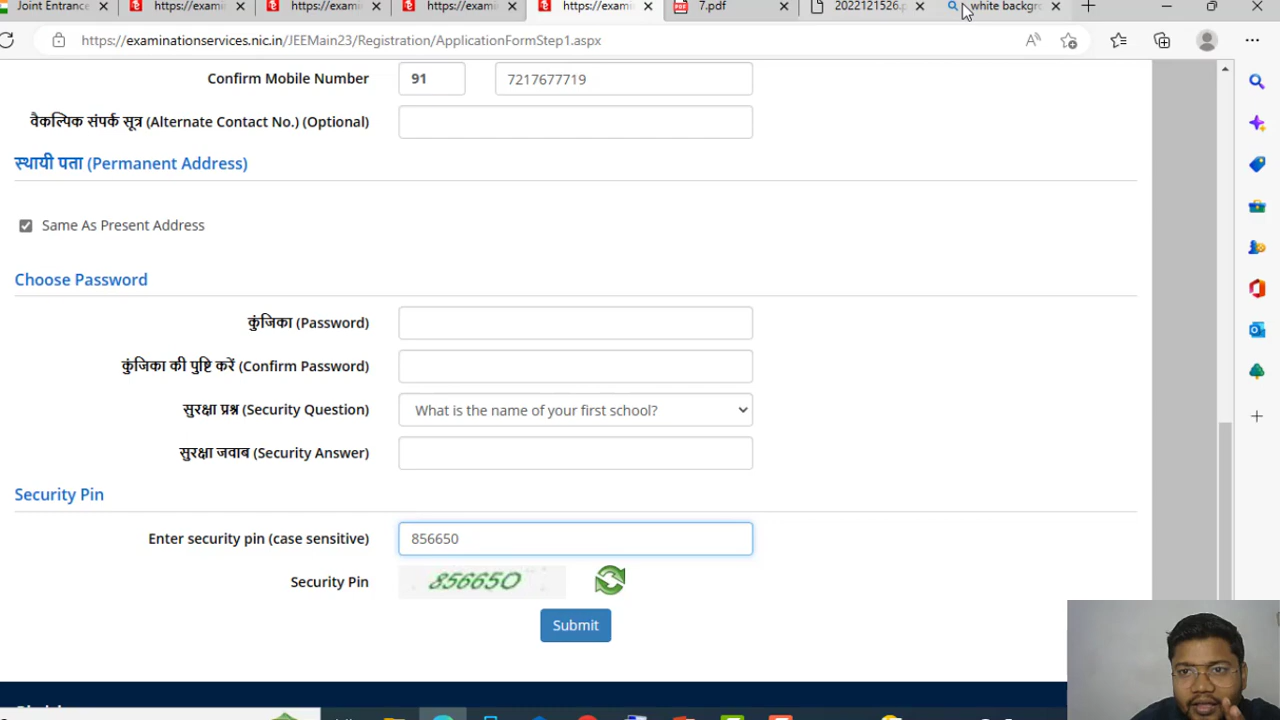 Joint Entrance
https://exami
https://exami
https://exami
https://exami
7.pdf
2022121526.p
white backgro
https://examinationservices.nic.in/JEEMain23/Registration/ApplicationFormStep1.aspx
Confirm Mobile Number 91 7217677719
वैकल्पिक संपर्क सूत्र (Alternate Contact No.) (Optional)
स्थायी पता (Permanent Address)
Same As Present Address
Choose Password
कुंजिका (Password)
कुंजिका की पुष्टि करें (Confirm Password)
सुरक्षा प्रश्न (Security Question) What is the name of your first school?
सुरक्षा जवाब (Security Answer)
Security Pin
Enter security pin (case sensitive) 856650
Security Pin 856650
Submit